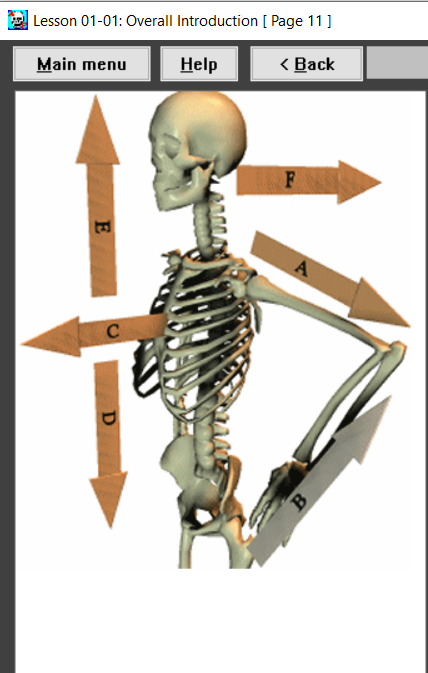 Lesson 01-01: Overall Introduction [ Page 11 ]
Main menu
Help
< Back
F
E
A
C
D
B